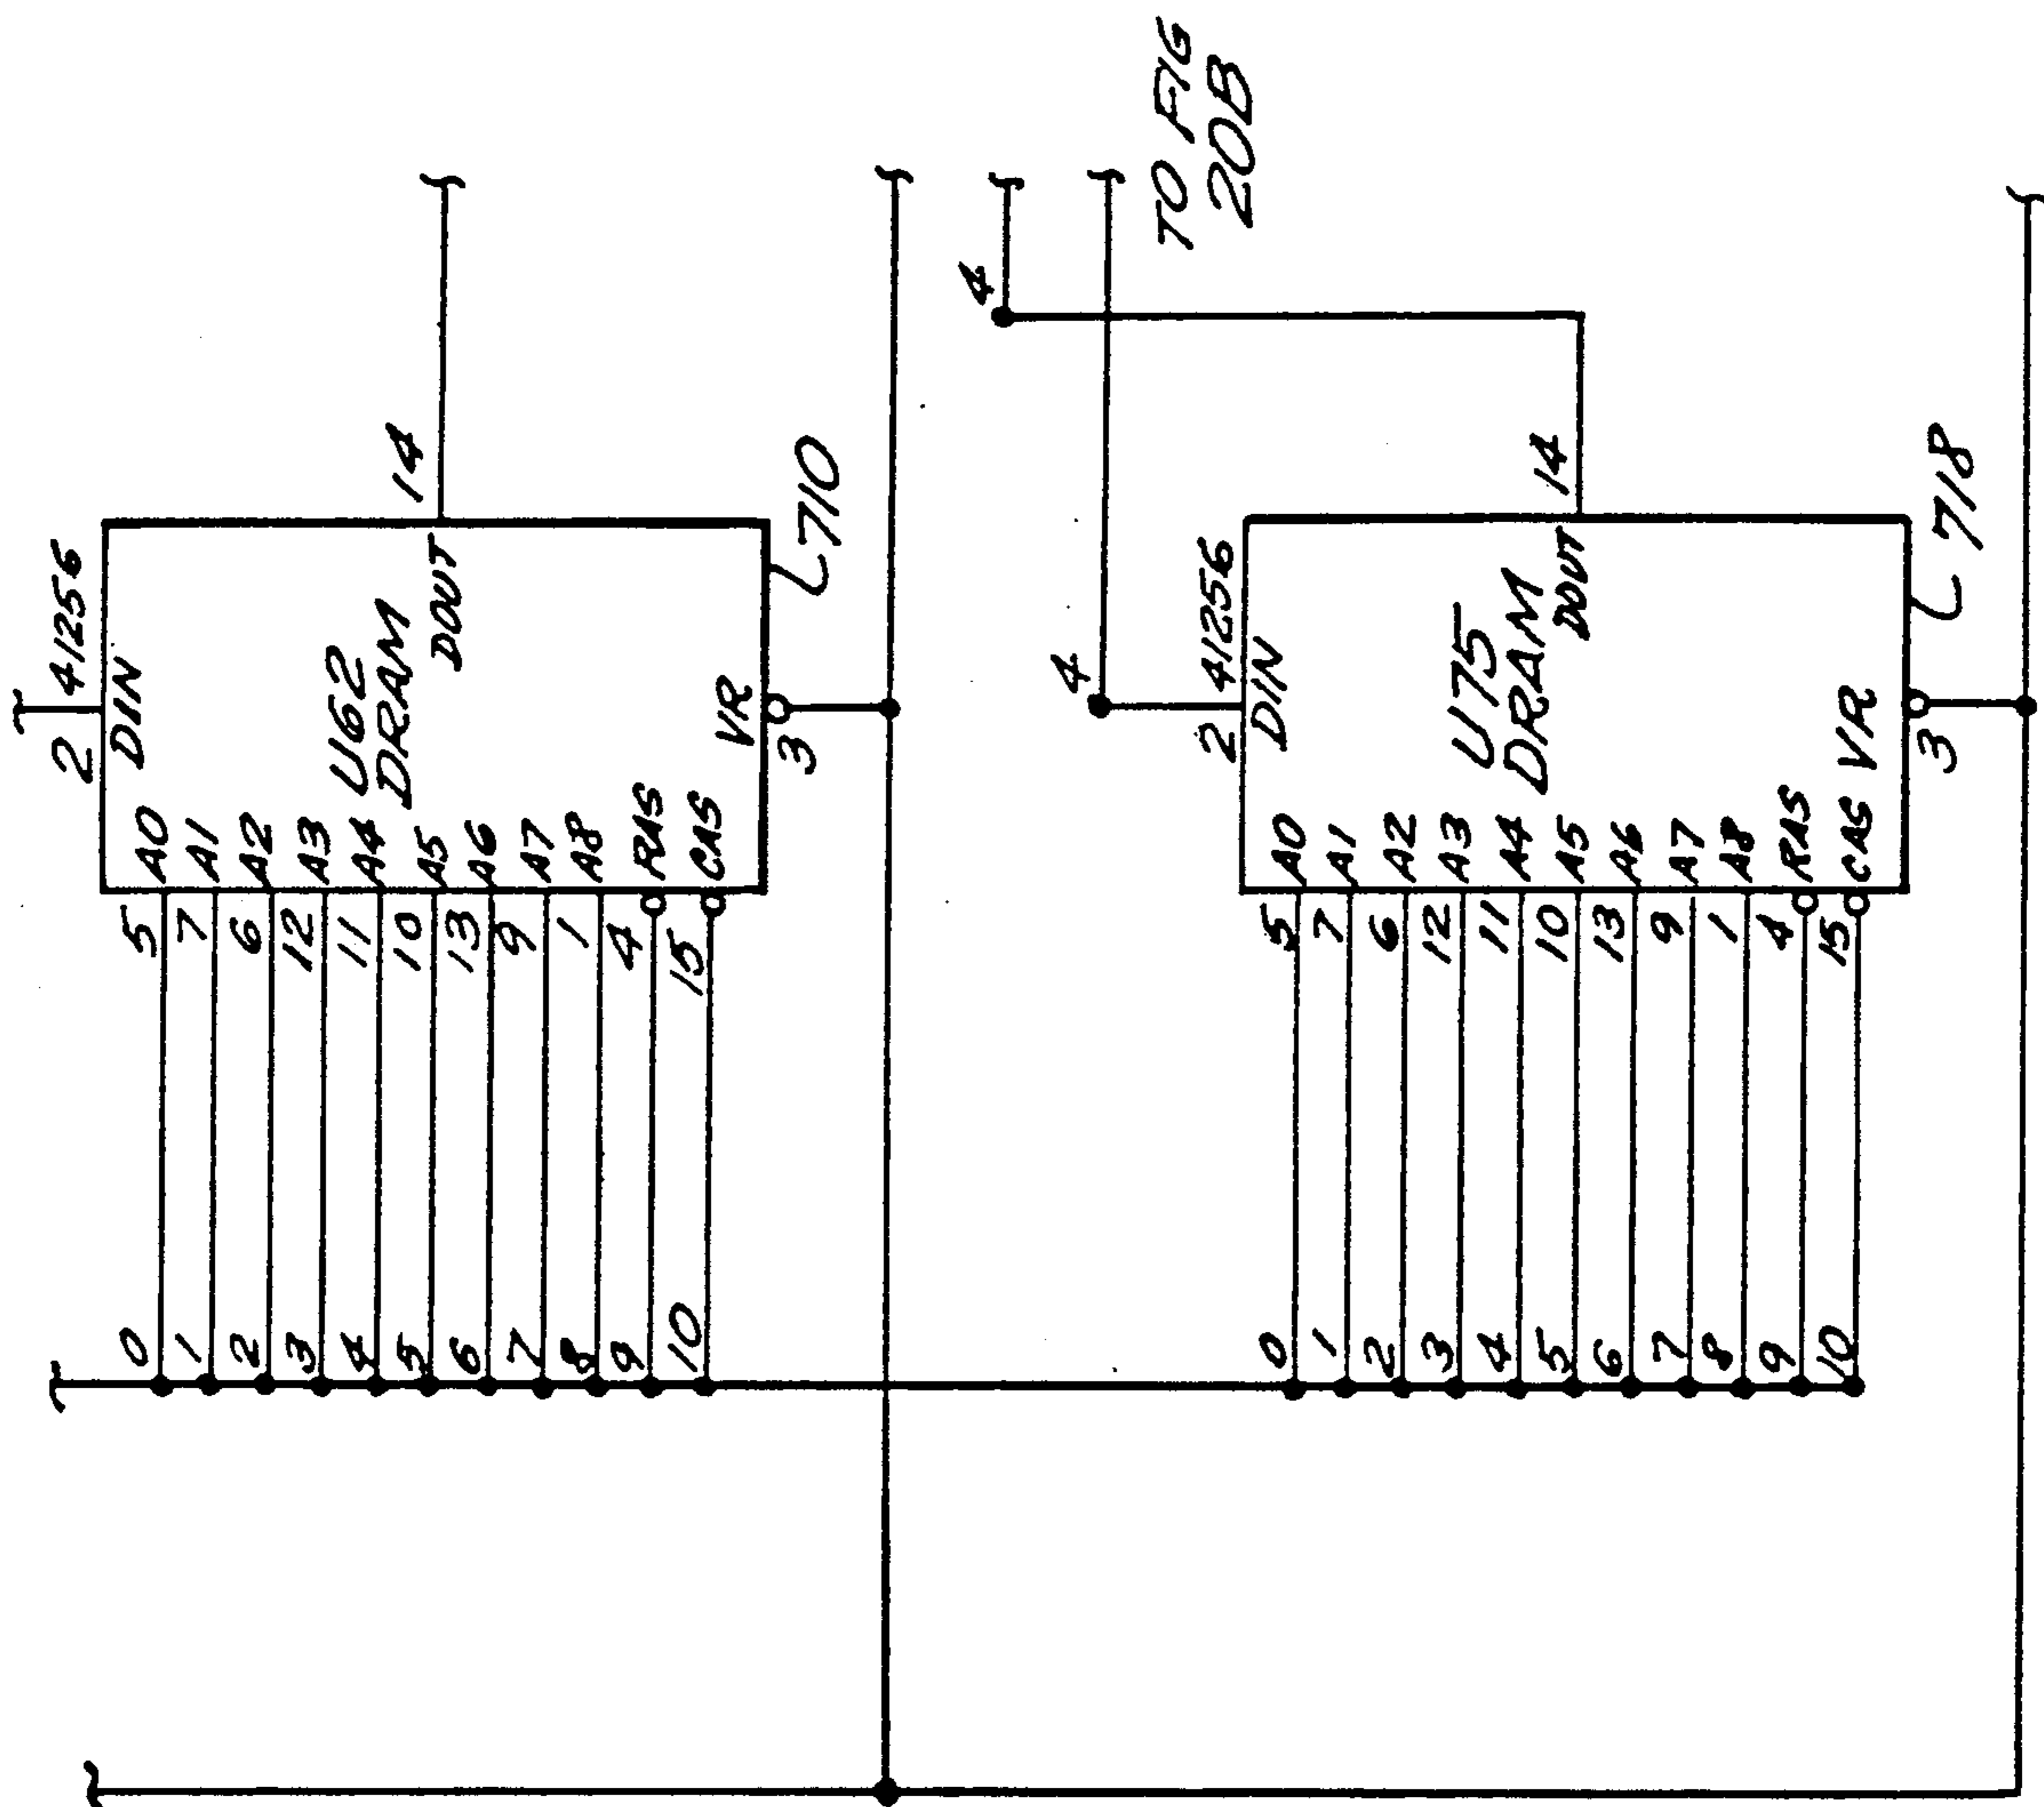 2 41256
DIN
0 5 A0
1 7 A1
2 6 A2
3 12 A3
4 11 A4
5 10 A5
6 13 A6
7 9 A7
8 1 A8
9 4 RAS
10 15 CAS
U62
DRAM
DOUT 14
VR
3
710
4
4
TO FIG
20B
2 41256
DIN
0 5 A0
1 7 A1
2 6 A2
3 12 A3
4 11 A4
5 10 A5
6 13 A6
7 9 A7
8 1 A8
9 4 RAS
10 15 CAS
U75
DRAM
DOUT 14
VR
3
718